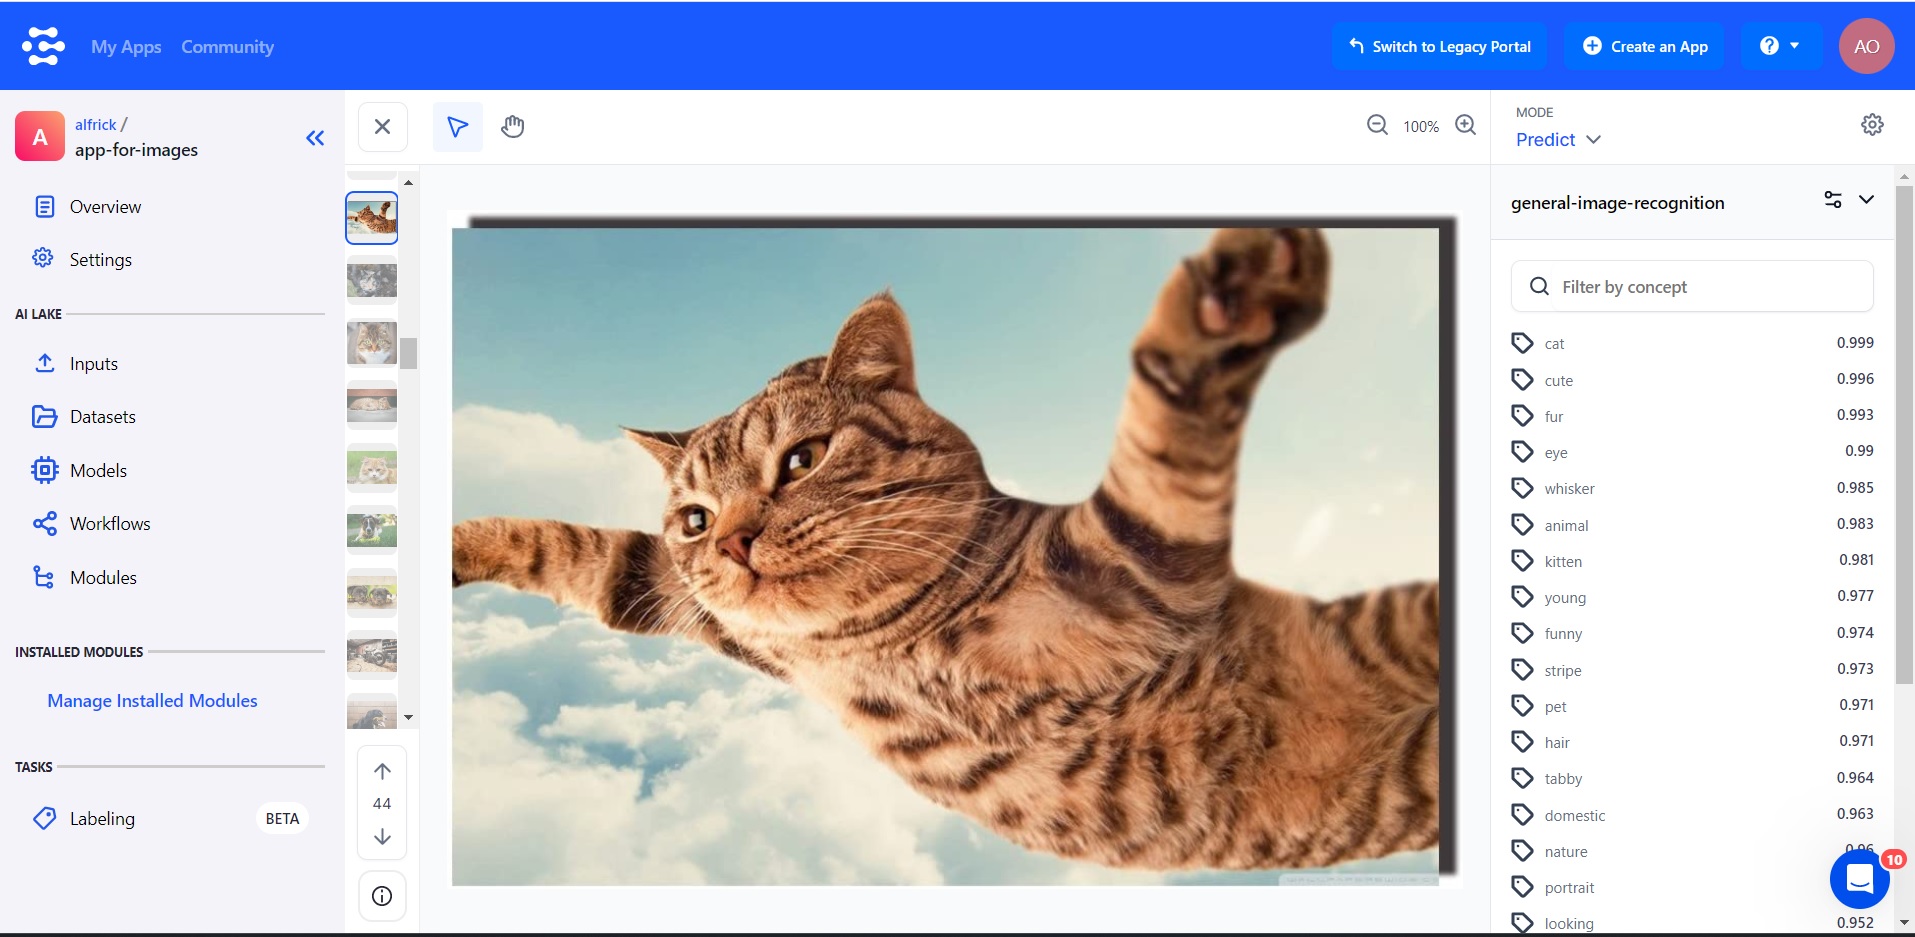 My Apps Community
Switch to Legacy Portal
Create an App
AO
A
alfrick /
app-for-images
Overview
Settings
AI LAKE
Inputs
Datasets
Models
Workflows
Modules
INSTALLED MODULES
Manage Installed Modules
TASKS
Labeling BETA
44
100%
MODE
Predict
general-image-recognition
Filter by concept
cat 0.999
cute 0.996
fur 0.993
eye 0.99
whisker 0.985
animal 0.983
kitten 0.981
young 0.977
funny 0.974
stripe 0.973
pet 0.971
hair 0.971
tabby 0.964
domestic 0.963
nature 0.96
portrait
looking 0.952
10